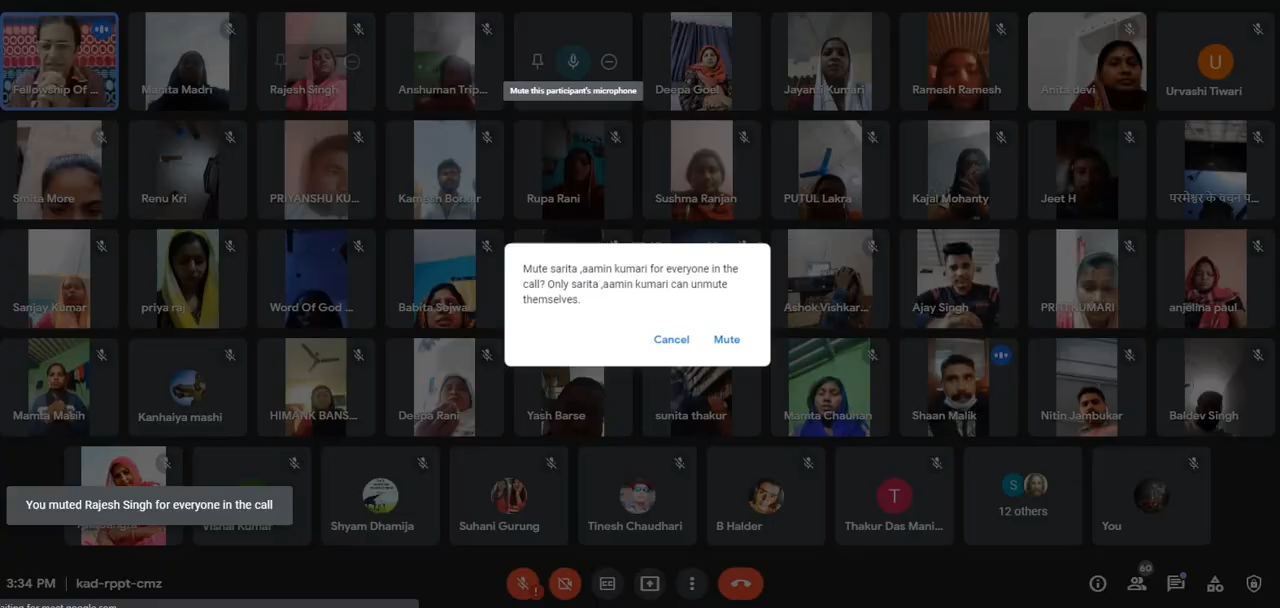 Fellowship Of ...
Manita Madri
Rajesh Singh
Anshuman Trip...
Mute this participant's microphone
Deepa Goel
Jayanti Kumari
Ramesh Ramesh
Anita devi
U
Urvashi Tiwari
Smita More
Renu Kri
PRIYANSHU KU...
Kamesh Bondir
Rupa Rani
Sushma Ranjan
PUTUL Lakra
Kajal Mohanty
Jeet H
परमेश्वर के वचन प...
Sanjay Kumar
priya raj
Word Of God ...
Babita Sejwal
Mute sarita ,aamin kumari for everyone in the
call? Only sarita ,aamin kumari can unmute
themselves.
Cancel
Mute
Ashok Vishkar...
Ajay Singh
PRITI KUMARI
anjelina paul
Mamta Masih
Kanhaiya mashi
HIMANK BANS...
Deepa Rani
Yash Barse
sunita thakur
Mamta Chauhan
Shaan Malik
Nitin Jambukar
Baldev Singh
You muted Rajesh Singh for everyone in the call
Vishal Kumar
Shyam Dhamija
Suhani Gurung
Tinesh Chaudhari
B Halder
T
Thakur Das Mani...
S
12 others
You
3:34 PM | kad-rppt-cmz
60